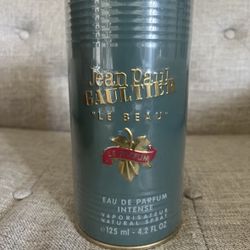 Jean Paul
GAULTIER
"LE BEAU"
LE PARFUM
EAU DE PARFUM
INTENSE
VAPORISATEUR
NATURAL SPRAY
℮125 ml - 4.2 FL OZ